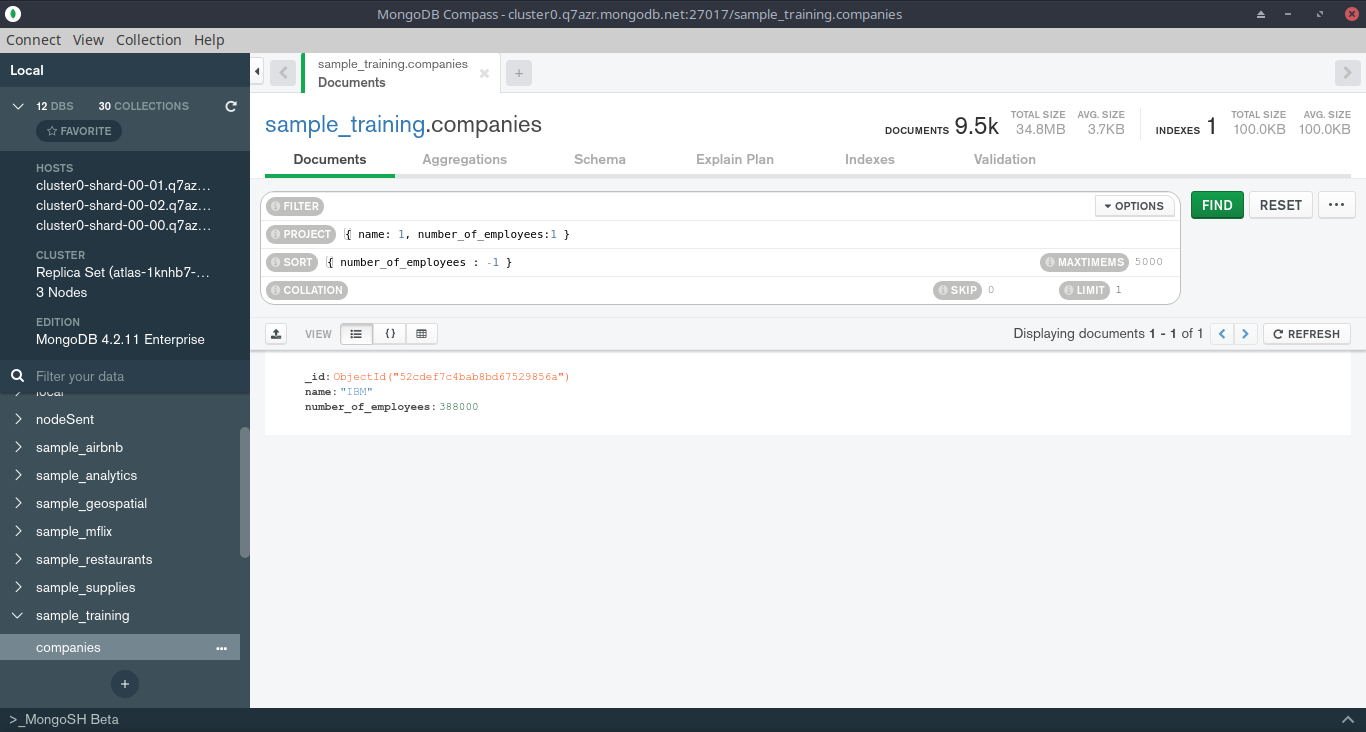 MongoDB Compass - cluster0.q7azr.mongodb.net:27017/sample_training.companies
Connect View Collection Help
Local
12 DBS 30 COLLECTIONS
FAVORITE
HOSTS
cluster0-shard-00-01.q7az...
cluster0-shard-00-02.q7az...
cluster0-shard-00-00.q7az...
CLUSTER
Replica Set (atlas-1knhb7-...
3 Nodes
EDITION
MongoDB 4.2.11 Enterprise
Filter your data
local
nodeSent
sample_airbnb
sample_analytics
sample_geospatial
sample_mflix
sample_restaurants
sample_supplies
sample_training
companies ...
+
sample_training.companies
Documents
+
sample_training.companies
DOCUMENTS 9.5k TOTAL SIZE 34.8MB AVG. SIZE 3.7KB INDEXES 1 TOTAL SIZE 100.0KB AVG. SIZE 100.0KB
Documents Aggregations Schema Explain Plan Indexes Validation
FILTER OPTIONS FIND RESET ...
PROJECT { name: 1, number_of_employees:1 }
SORT { number_of_employees : -1 } MAXTIMEMS 5000
COLLATION SKIP 0 LIMIT 1
VIEW {} Displaying documents 1 - 1 of 1 < > REFRESH
_id: ObjectId("52cdef7c4bab8bd67529856a")
name: "IBM"
number_of_employees: 388000
>_MongoSH Beta